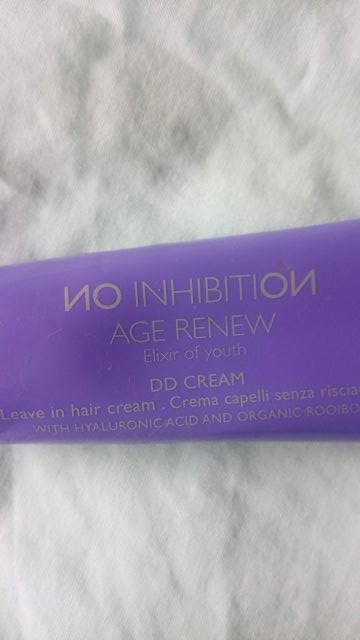 NO INHIBITION
AGE RENEW
Elixir of youth
DD CREAM
Leave in hair cream . Crema capelli senza
WITH HYALURONIC ACID AND ORGANIC